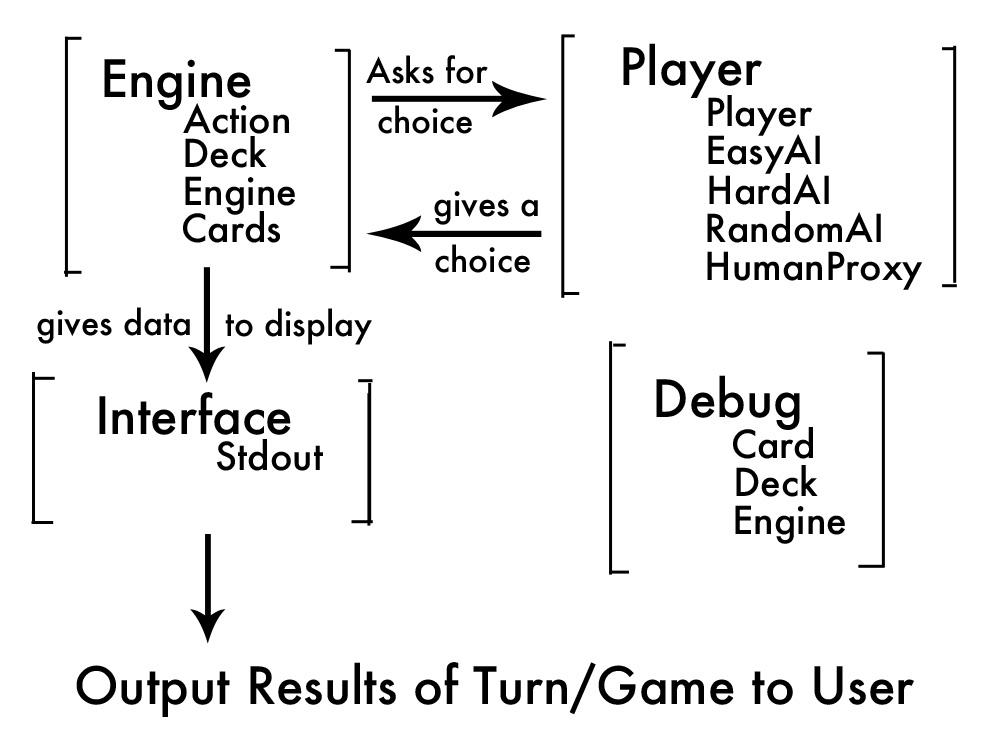 Engine
Action
Deck
Engine
Cards
Asks for
choice
gives a
choice
Player
Player
EasyAI
HardAI
RandomAI
HumanProxy
gives data to display
Interface
Stdout
Debug
Card
Deck
Engine
Output Results of Turn/Game to User